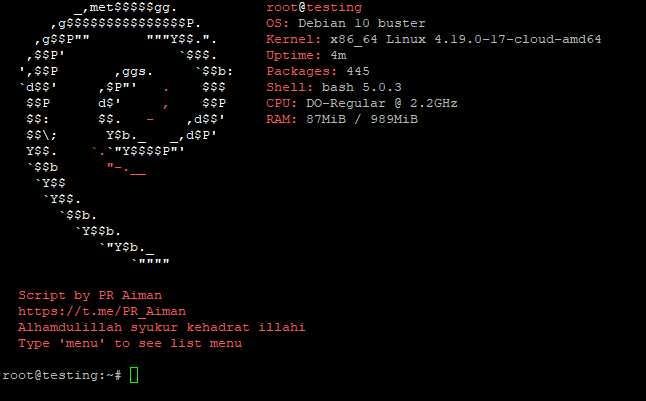 _,met$$$$$gg.           root@testing
      ,g$$$$$$$$$$$$$$$P.        OS: Debian 10 buster
    ,g$$P""       """Y$$.".      Kernel: x86_64 Linux 4.19.0-17-cloud-amd64
   ,$$P'              `$$$.      Uptime: 4m
  ',$$P       ,ggs.     `$$b:    Packages: 445
  `d$$'     ,$P"'   .    $$$     Shell: bash 5.0.3
   $$P      d$'     ,    $$P     CPU: DO-Regular @ 2.2GHz
   $$:      $$.   -    ,d$$'     RAM: 87MiB / 989MiB
   $$\;      Y$b._   _,d$P'
   Y$$.    `.`"Y$$$$P"'
   `$$b      "-.__
    `Y$$
     `Y$$.
       `$$b.
         `Y$$b.
            `"Y$b._
                `""""
Script by PR Aiman
https://t.me/PR_Aiman
Alhamdulillah syukur kehadrat illahi
Type 'menu' to see list menu
root@testing:~#